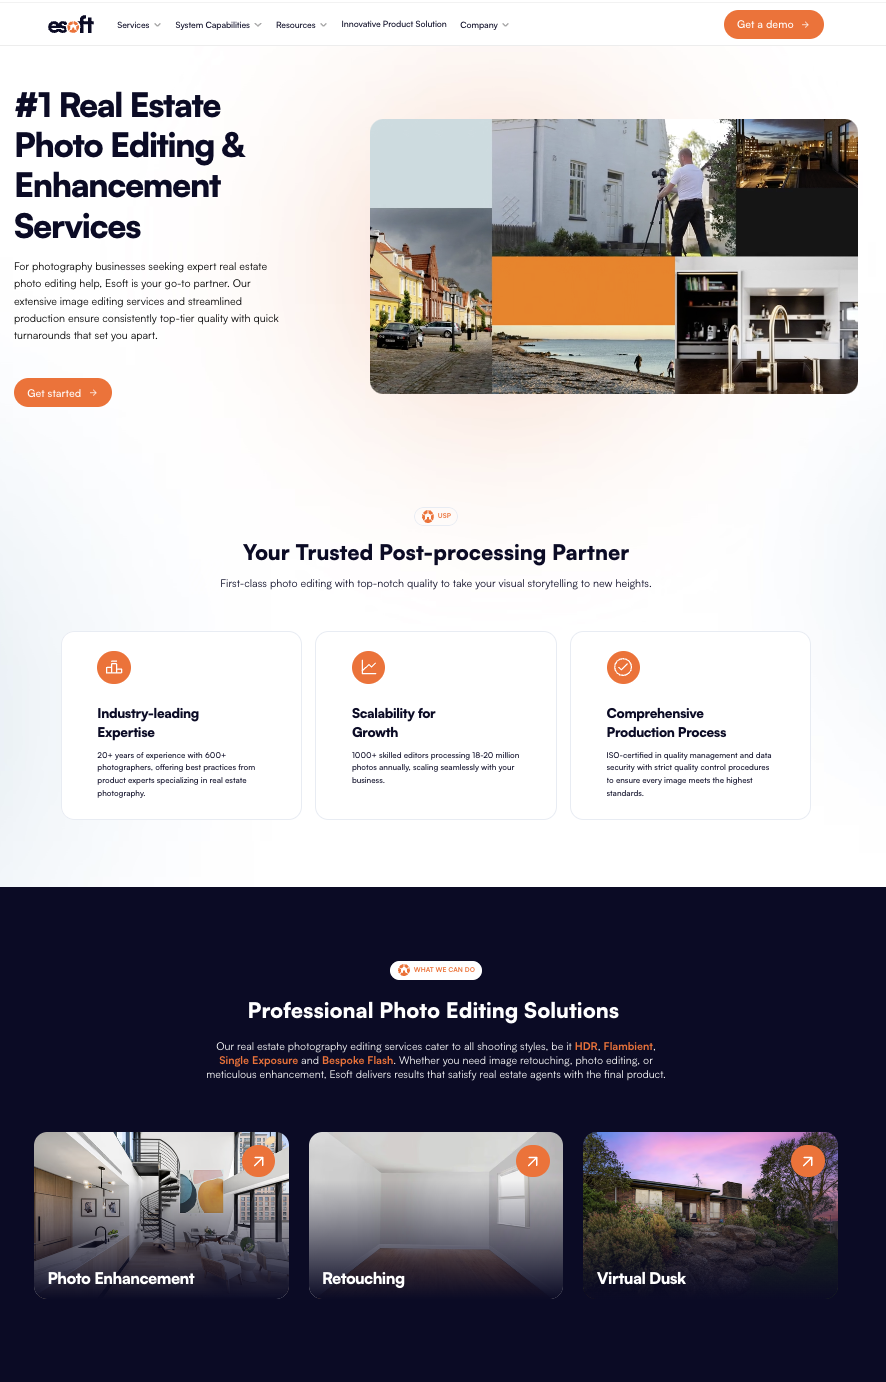 esoft
Services
System Capabilities
Resources
Innovative Product Solution
Company
Get a demo
#1 Real Estate
Photo Editing &
Enhancement
Services
For photography businesses seeking expert real estate
photo editing help, Esoft is your go-to partner. Our
extensive image editing services and streamlined
production ensure consistently top-tier quality with quick
turnarounds that set you apart.
Get started
USP
Your Trusted Post-processing Partner
First-class photo editing with top-notch quality to take your visual storytelling to new heights.
Industry-leading
Expertise
20+ years of experience with 600+
photographers, offering best practices from
product experts specializing in real estate
photography.
Scalability for
Growth
1000+ skilled editors processing 18-20 million
photos annually, scaling seamlessly with your
business.
Comprehensive
Production Process
ISO-certified in quality management and data
security with strict quality control procedures
to ensure every image meets the highest
standards.
WHAT WE CAN DO
Professional Photo Editing Solutions
Our real estate photography editing services cater to all shooting styles, be it HDR, Flambient,
Single Exposure and Bespoke Flash. Whether you need image retouching, photo editing, or
meticulous enhancement, Esoft delivers results that satisfy real estate agents with the final product.
Photo Enhancement
Retouching
Virtual Dusk